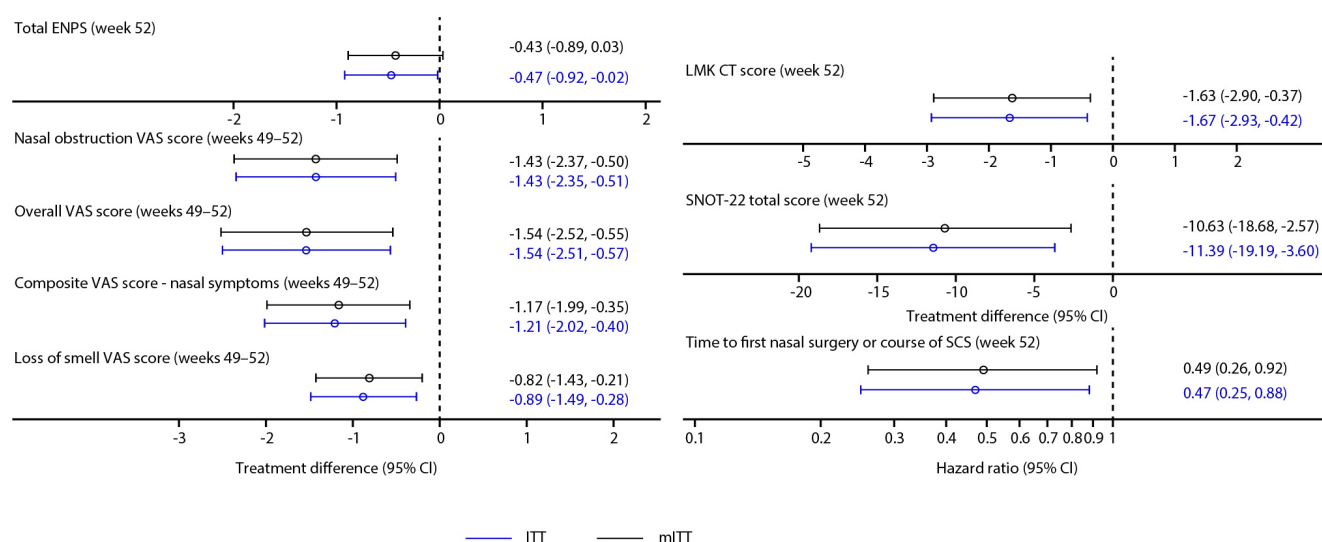 Total ENPS (week 52)
-0.43 (-0.89, 0.03)
-0.47 (-0.92, -0.02)
-2 -1 0 1 2
Nasal obstruction VAS score (weeks 49–52)
-1.43 (-2.37, -0.50)
-1.43 (-2.35, -0.51)
Overall VAS score (weeks 49–52)
-1.54 (-2.52, -0.55)
-1.54 (-2.51, -0.57)
Composite VAS score - nasal symptoms (weeks 49–52)
-1.17 (-1.99, -0.35)
-1.21 (-2.02, -0.40)
Loss of smell VAS score (weeks 49–52)
-0.82 (-1.43, -0.21)
-0.89 (-1.49, -0.28)
-3 -2 -1 0 1 2
Treatment difference (95% CI)
LMK CT score (week 52)
-1.63 (-2.90, -0.37)
-1.67 (-2.93, -0.42)
-5 -4 -3 -2 -1 0 1 2
SNOT-22 total score (week 52)
-10.63 (-18.68, -2.57)
-11.39 (-19.19, -3.60)
-20 -15 -10 -5 0
Treatment difference (95% CI)
Time to first nasal surgery or course of SCS (week 52)
0.49 (0.26, 0.92)
0.47 (0.25, 0.88)
0.1 0.2 0.3 0.4 0.5 0.6 0.7 0.8 0.9 1
Hazard ratio (95% CI)
ITT mITT